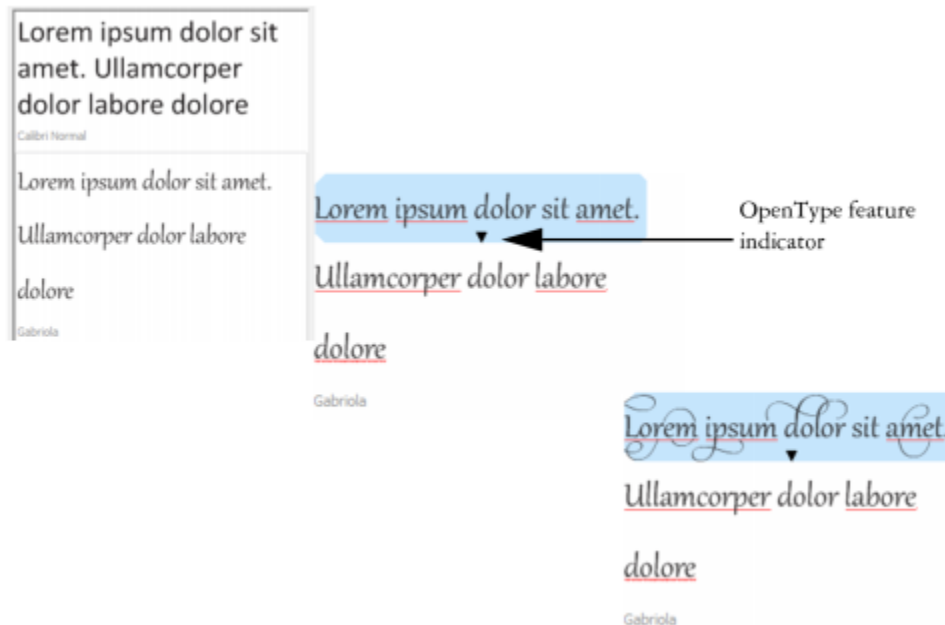 Lorem ipsum dolor sit
amet. Ullamcorper
dolor labore dolore
Calibri Normal
Lorem ipsum dolor sit amet.
Ullamcorper dolor labore
dolore
Gabriola
Lorem ipsum dolor sit amet.
Ullamcorper dolor labore
dolore
Gabriola
OpenType feature
indicator
Lorem ipsum dolor sit amet.
Ullamcorper dolor labore
dolore
Gabriola